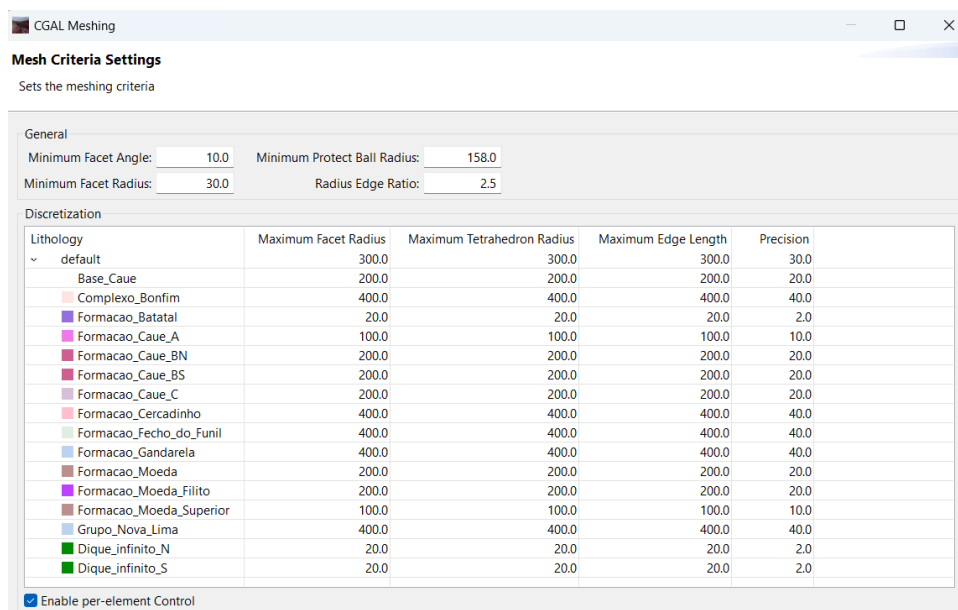 CGAL Meshing
Mesh Criteria Settings
Sets the meshing criteria
General
Minimum Facet Angle: 10.0 Minimum Protect Ball Radius: 158.0
Minimum Facet Radius: 30.0 Radius Edge Ratio: 2.5
Discretization
Lithology Maximum Facet Radius Maximum Tetrahedron Radius Maximum Edge Length Precision
default 300.0 300.0 300.0 30.0
Base_Caue 200.0 200.0 200.0 20.0
Complexo_Bonfim 400.0 400.0 400.0 40.0
Formacao_Batatal 20.0 20.0 20.0 2.0
Formacao_Caue_A 100.0 100.0 100.0 10.0
Formacao_Caue_BN 200.0 200.0 200.0 20.0
Formacao_Caue_BS 200.0 200.0 200.0 20.0
Formacao_Caue_C 200.0 200.0 200.0 20.0
Formacao_Cercadinho 400.0 400.0 400.0 40.0
Formacao_Fecho_do_Funil 400.0 400.0 400.0 40.0
Formacao_Gandarela 400.0 400.0 400.0 40.0
Formacao_Moeda 200.0 200.0 200.0 20.0
Formacao_Moeda_Filito 200.0 200.0 200.0 20.0
Formacao_Moeda_Superior 100.0 100.0 100.0 10.0
Grupo_Nova_Lima 400.0 400.0 400.0 40.0
Dique_infinito_N 20.0 20.0 20.0 2.0
Dique_infinito_S 20.0 20.0 20.0 2.0
Enable per-element Control